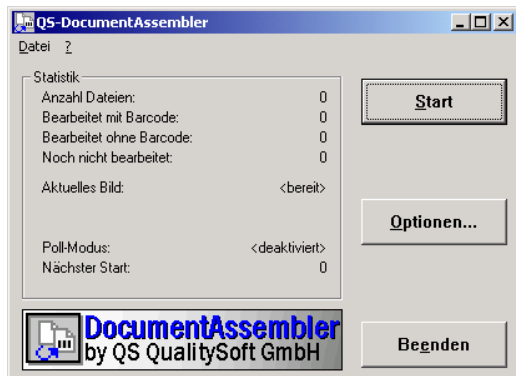 QS-DocumentAssembler
Datei ?
Statistik
Anzahl Dateien: 0
Bearbeitet mit Barcode: 0
Bearbeitet ohne Barcode: 0
Noch nicht bearbeitet: 0
Aktuelles Bild: <bereit>
Poll-Modus: <deaktiviert>
Nächster Start: 0
Start
Optionen...
Beenden
DocumentAssembler
by QS QualitySoft GmbH